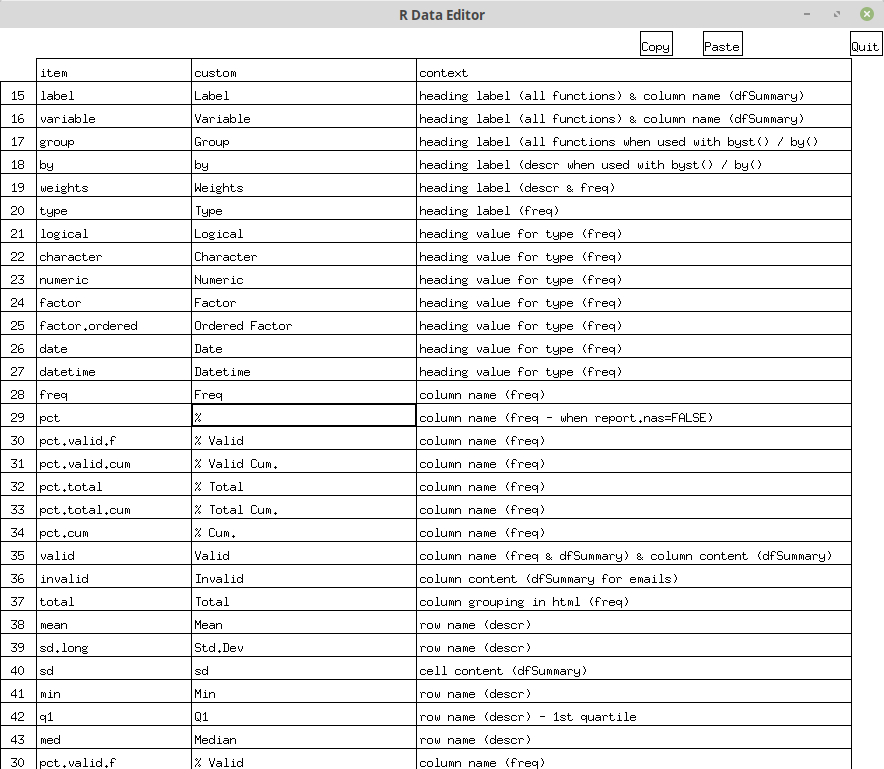 R Data Editor
Copy Paste Quit
item custom context
15 label Label heading label (all functions) & column name (dfSummary)
16 variable Variable heading label (all functions) & column name (dfSummary)
17 group Group heading label (all functions when used with byst() / by()
18 by by heading label (descr when used with byst() / by()
19 weights Weights heading label (descr & freq)
20 type Type heading label (freq)
21 logical Logical heading value for type (freq)
22 character Character heading value for type (freq)
23 numeric Numeric heading value for type (freq)
24 factor Factor heading value for type (freq)
25 factor.ordered Ordered Factor heading value for type (freq)
26 date Date heading value for type (freq)
27 datetime Datetime heading value for type (freq)
28 freq Freq column name (freq)
29 pct % column name (freq - when report.nas=FALSE)
30 pct.valid.f % Valid column name (freq)
31 pct.valid.cum % Valid Cum. column name (freq)
32 pct.total % Total column name (freq)
33 pct.total.cum % Total Cum. column name (freq)
34 pct.cum % Cum. column name (freq)
35 valid Valid column name (freq & dfSummary) & column content (dfSummary)
36 invalid Invalid column content (dfSummary for emails)
37 total Total column grouping in html (freq)
38 mean Mean row name (descr)
39 sd.long Std.Dev row name (descr)
40 sd sd cell content (dfSummary)
41 min Min row name (descr)
42 q1 Q1 row name (descr) - 1st quartile
43 med Median row name (descr)
30 pct.valid.f % Valid column name (freq)